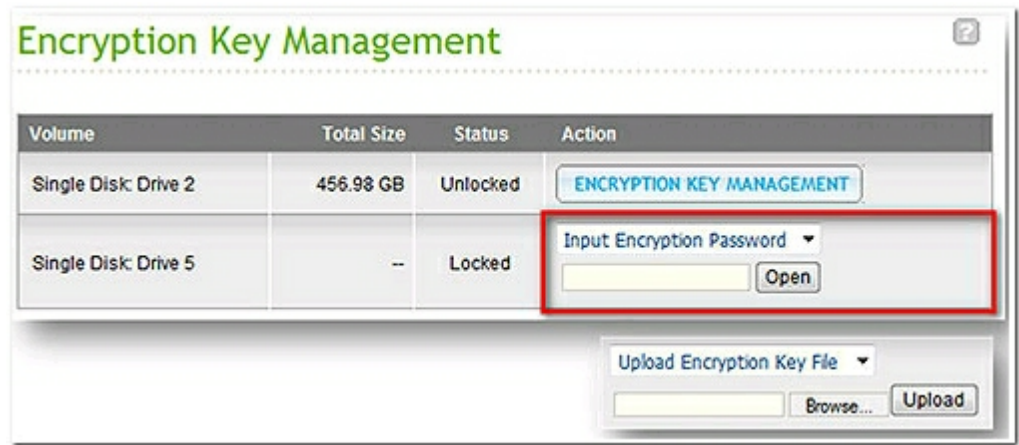 Encryption Key Management
?
Volume Total Size Status Action
Single Disk: Drive 2 456.98 GB Unlocked ENCRYPTION KEY MANAGEMENT
Input Encryption Password
Single Disk: Drive 5 -- Locked
Open
Upload Encryption Key File
Browse... Upload